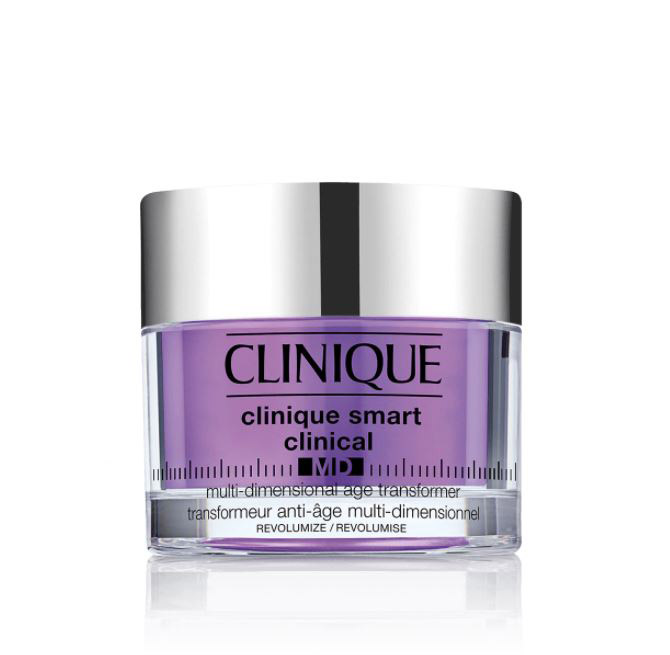 CLINIQUE
clinique smart
clinical
MD
multi-dimensional age transformer
transformeur anti-âge multi-dimensionnel
REVOLUMIZE / REVOLUMISE